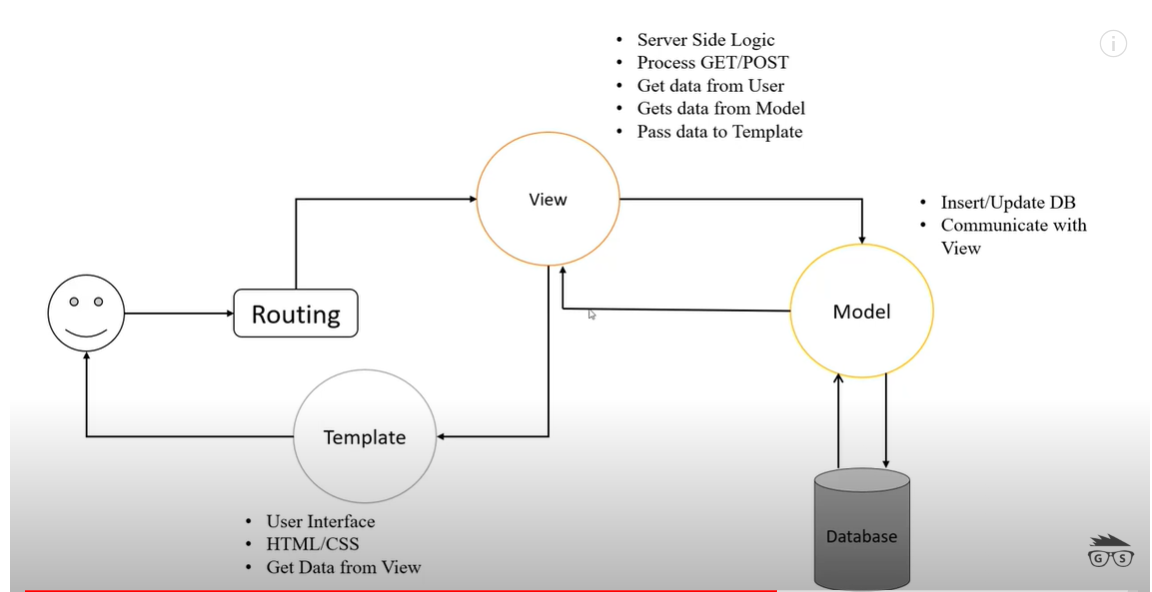 • Server Side Logic
• Process GET/POST
• Get data from User
• Gets data from Model
• Pass data to Template
View
• Insert/Update DB
• Communicate with
View
Routing
Model
Template
• User Interface
• HTML/CSS
• Get Data from View
Database
G S
i